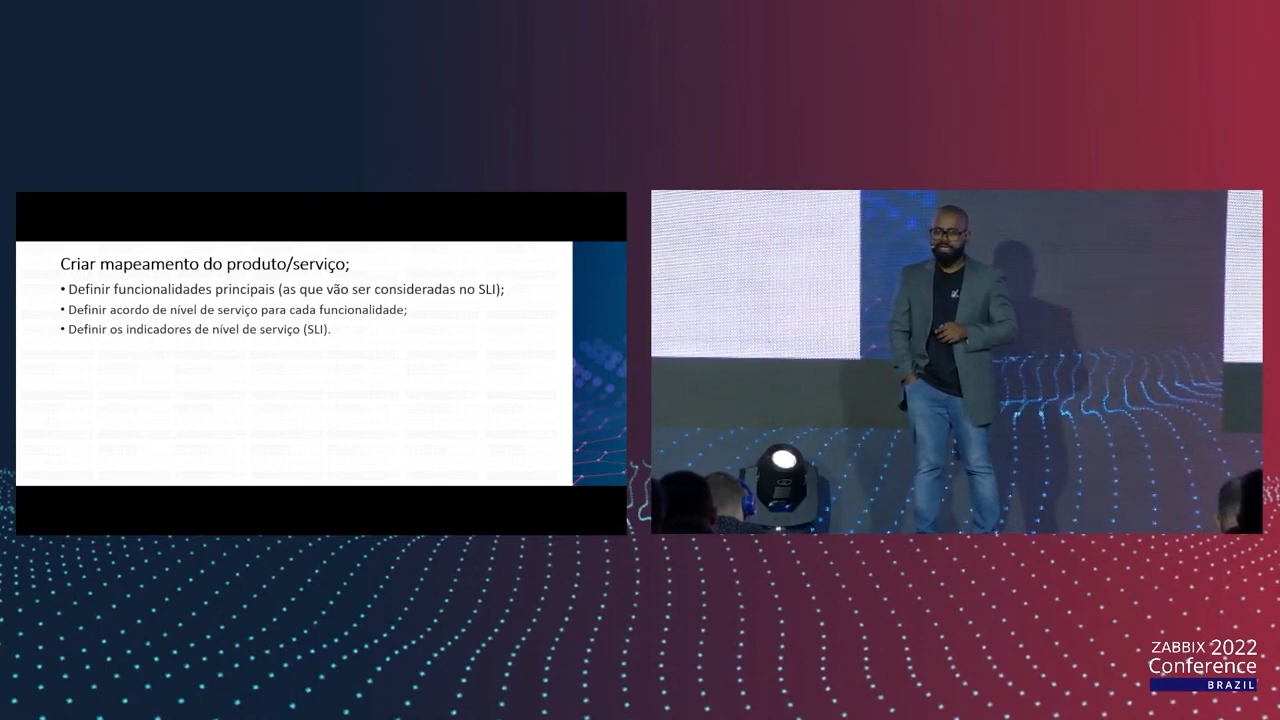 Criar mapeamento do produto/serviço;
• Definir funcionalidades principais (as que vão ser consideradas no SLI);
• Definir acordo de nível de serviço para cada funcionalidade;
• Definir os indicadores de nível de serviço (SLI).
ZABBIX 2022
Conference
BRAZIL